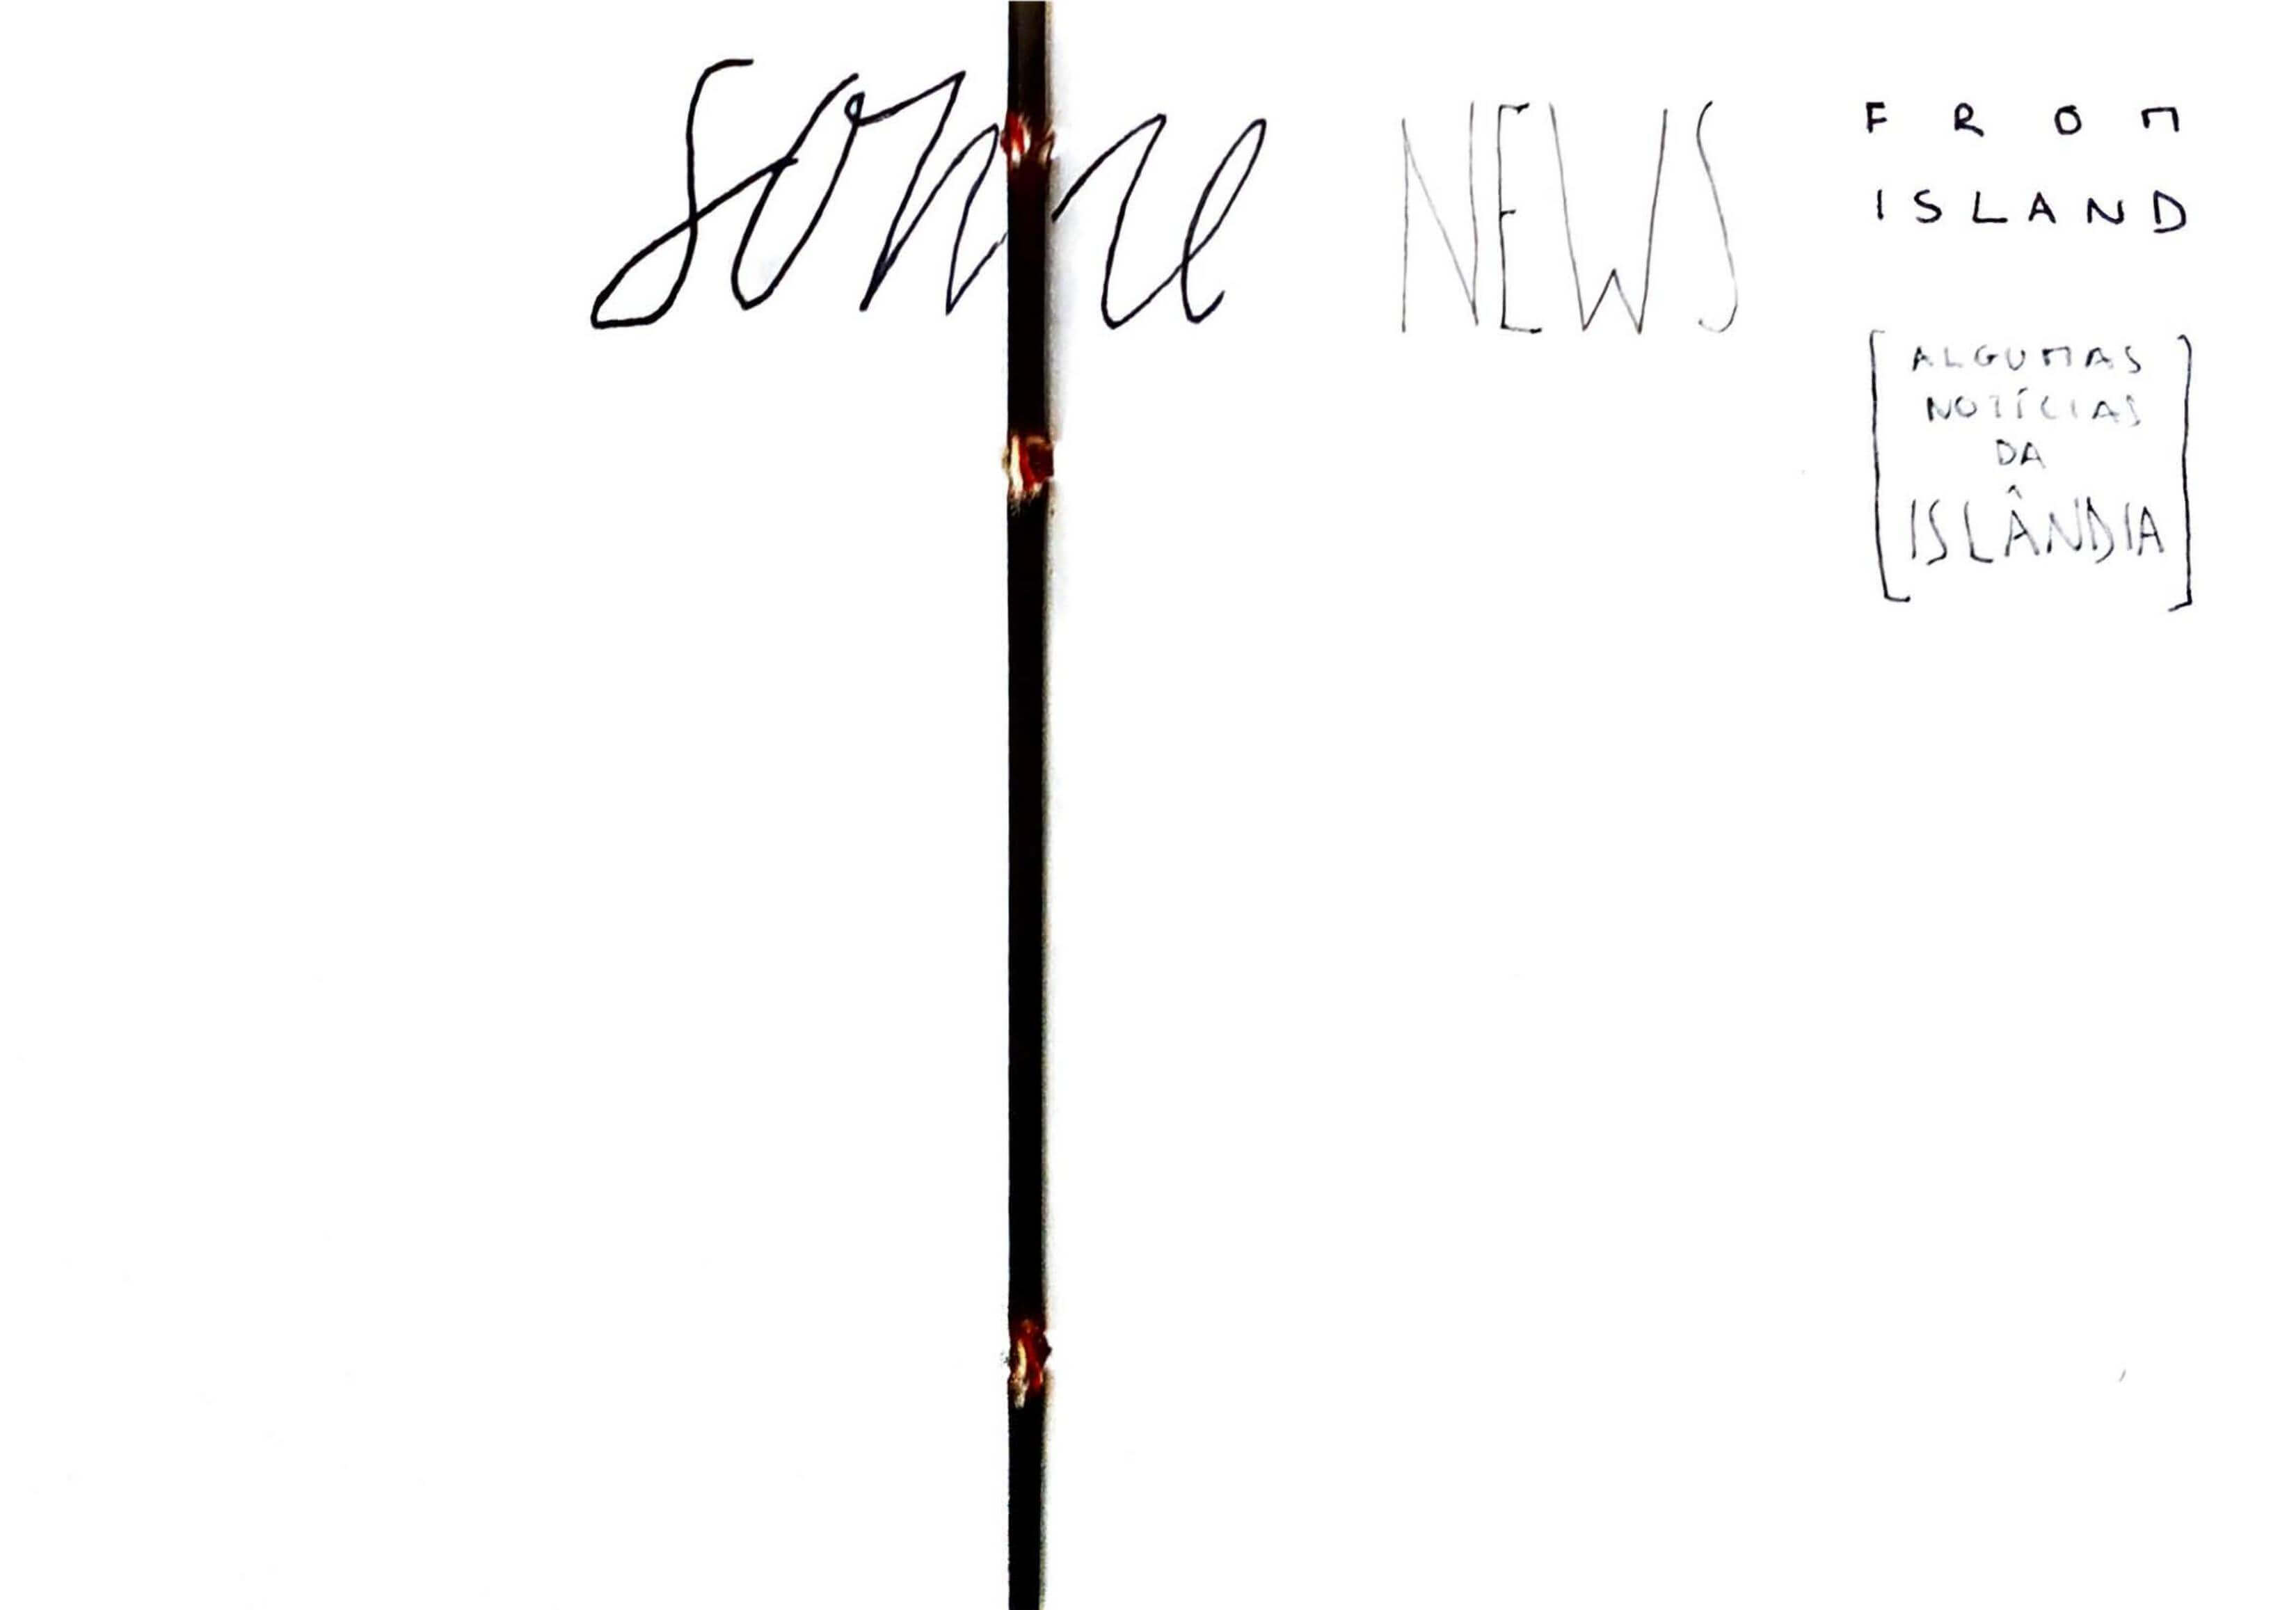 Some NEWS
FROM
ISLAND
[ALGUMAS
NOTÍCIAS
DA
ISLÂNDIA]